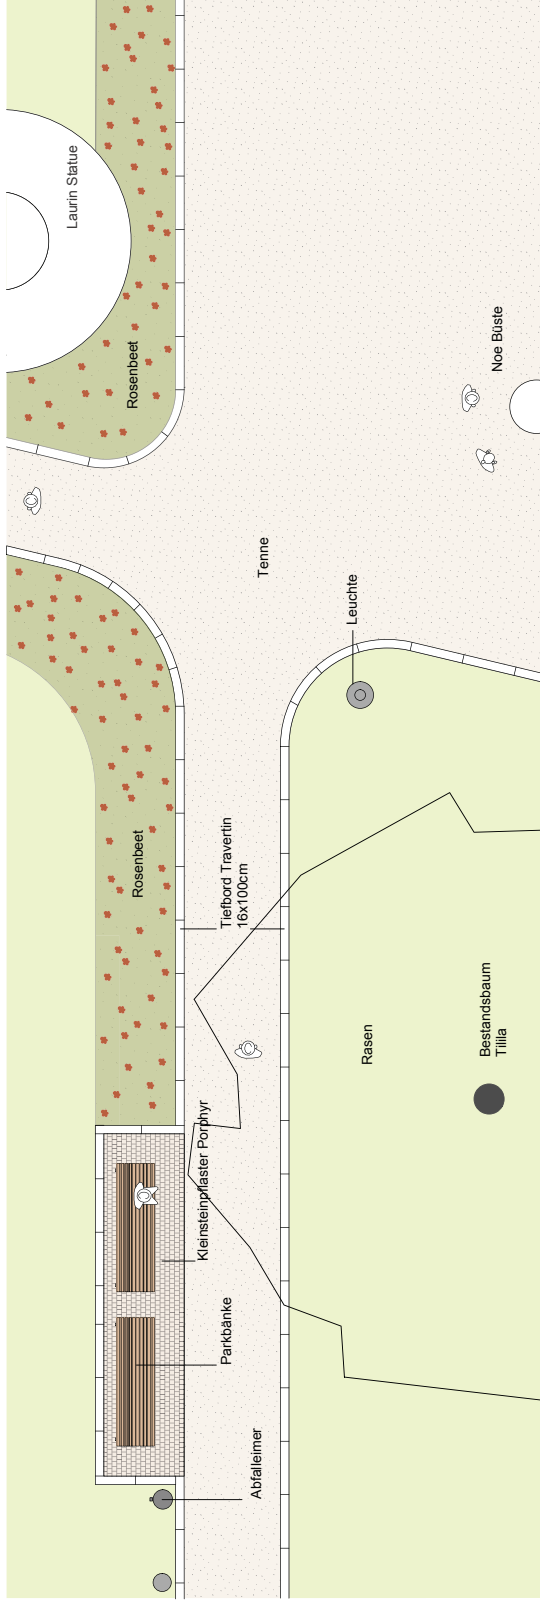 Laurin Statue
Rosenbeet
Noe Büste
Tenne
Leuchte
Rosenbeet
Tiefbord Travertin
16x100cm
Rasen
Bestandsbaum
Tilila
Kleinsteinpflaster Porphyr
Parkbänke
Abfalleimer